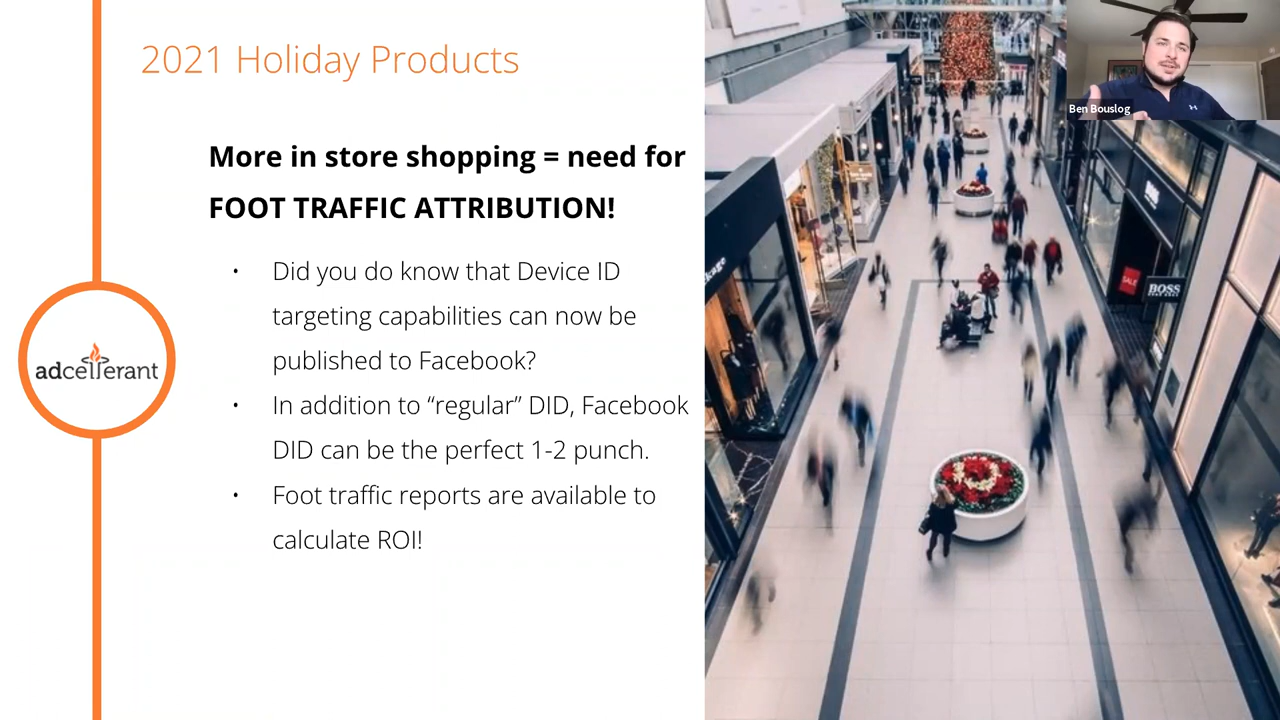 2021 Holiday Products
More in store shopping = need for
FOOT TRAFFIC ATTRIBUTION!
• Did you do know that Device ID
targeting capabilities can now be
published to Facebook?
• In addition to “regular” DID, Facebook
DID can be the perfect 1-2 punch.
• Foot traffic reports are available to
calculate ROI!
adcellerant
Ben Bouslog
SALE
BOSS